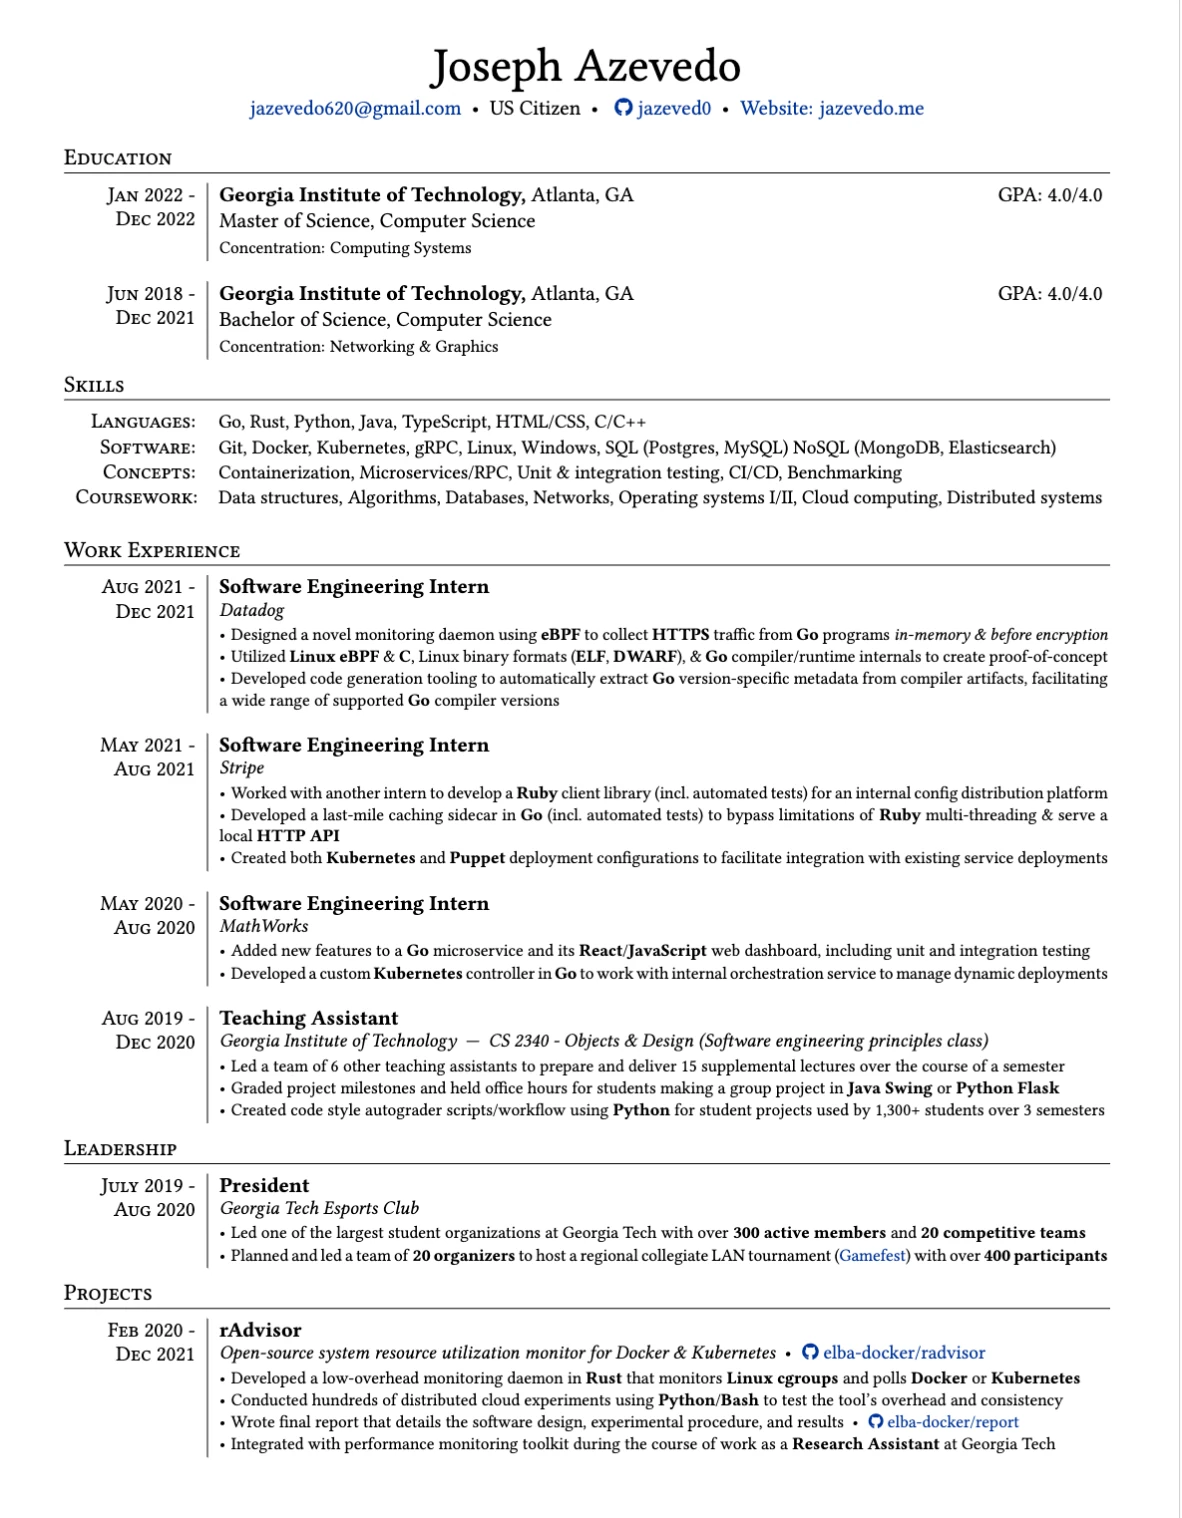 Joseph Azevedo
jazevedo620@gmail.com • US Citizen • jazeved0 • Website: jazevedo.me
Education
Jan 2022 - Georgia Institute of Technology, Atlanta, GA GPA: 4.0/4.0
Dec 2022 Master of Science, Computer Science
Concentration: Computing Systems
Jun 2018 - Georgia Institute of Technology, Atlanta, GA GPA: 4.0/4.0
Dec 2021 Bachelor of Science, Computer Science
Concentration: Networking & Graphics
Skills
Languages: Go, Rust, Python, Java, TypeScript, HTML/CSS, C/C++
Software: Git, Docker, Kubernetes, gRPC, Linux, Windows, SQL (Postgres, MySQL) NoSQL (MongoDB, Elasticsearch)
Concepts: Containerization, Microservices/RPC, Unit & integration testing, CI/CD, Benchmarking
Coursework: Data structures, Algorithms, Databases, Networks, Operating systems I/II, Cloud computing, Distributed systems
Work Experience
Aug 2021 - Software Engineering Intern
Dec 2021 Datadog
• Designed a novel monitoring daemon using eBPF to collect HTTPS traffic from Go programs in-memory & before encryption
• Utilized Linux eBPF & C, Linux binary formats (ELF, DWARF), & Go compiler/runtime internals to create proof-of-concept
• Developed code generation tooling to automatically extract Go version-specific metadata from compiler artifacts, facilitating
a wide range of supported Go compiler versions
May 2021 - Software Engineering Intern
Aug 2021 Stripe
• Worked with another intern to develop a Ruby client library (incl. automated tests) for an internal config distribution platform
• Developed a last-mile caching sidecar in Go (incl. automated tests) to bypass limitations of Ruby multi-threading & serve a
local HTTP API
• Created both Kubernetes and Puppet deployment configurations to facilitate integration with existing service deployments
May 2020 - Software Engineering Intern
Aug 2020 MathWorks
• Added new features to a Go microservice and its React/JavaScript web dashboard, including unit and integration testing
• Developed a custom Kubernetes controller in Go to work with internal orchestration service to manage dynamic deployments
Aug 2019 - Teaching Assistant
Dec 2020 Georgia Institute of Technology — CS 2340 - Objects & Design (Software engineering principles class)
• Led a team of 6 other teaching assistants to prepare and deliver 15 supplemental lectures over the course of a semester
• Graded project milestones and held office hours for students making a group project in Java Swing or Python Flask
• Created code style autograder scripts/workflow using Python for student projects used by 1,300+ students over 3 semesters
Leadership
July 2019 - President
Aug 2020 Georgia Tech Esports Club
• Led one of the largest student organizations at Georgia Tech with over 300 active members and 20 competitive teams
• Planned and led a team of 20 organizers to host a regional collegiate LAN tournament (Gamefest) with over 400 participants
Projects
Feb 2020 - rAdvisor
Dec 2021 Open-source system resource utilization monitor for Docker & Kubernetes • elba-docker/radvisor
• Developed a low-overhead monitoring daemon in Rust that monitors Linux cgroups and polls Docker or Kubernetes
• Conducted hundreds of distributed cloud experiments using Python/Bash to test the tool's overhead and consistency
• Wrote final report that details the software design, experimental procedure, and results • elba-docker/report
• Integrated with performance monitoring toolkit during the course of work as a Research Assistant at Georgia Tech